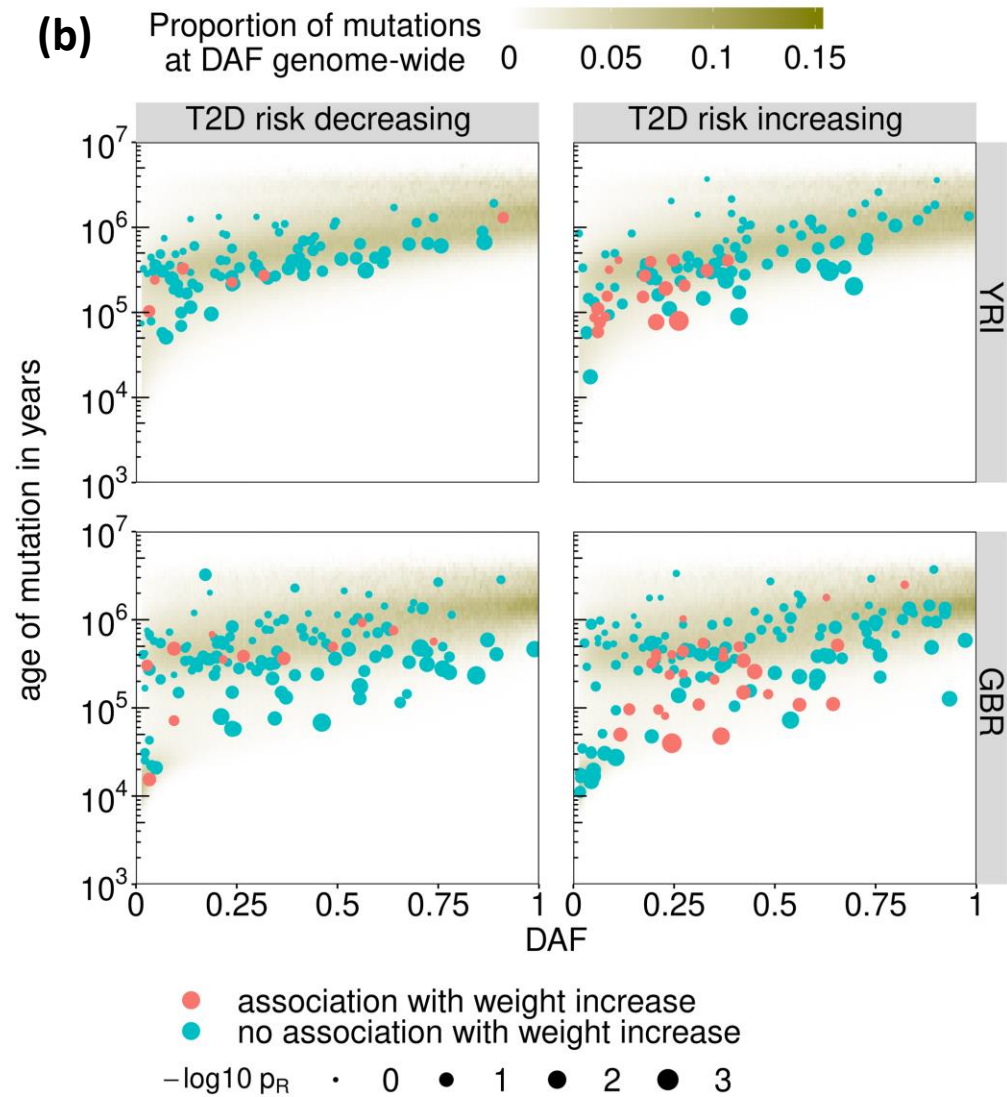 (b)
Proportion of mutations
at DAF genome-wide
0 0.05 0.1 0.15
T2D risk decreasing
T2D risk increasing
10^7
10^6
10^5
10^4
10^3
YRI
age of mutation in years
10^7
10^6
10^5
10^4
10^3
GBR
0 0.25 0.5 0.75 1
0 0.25 0.5 0.75 1
DAF
association with weight increase
no association with weight increase
−log10 pR 0 1 2 3